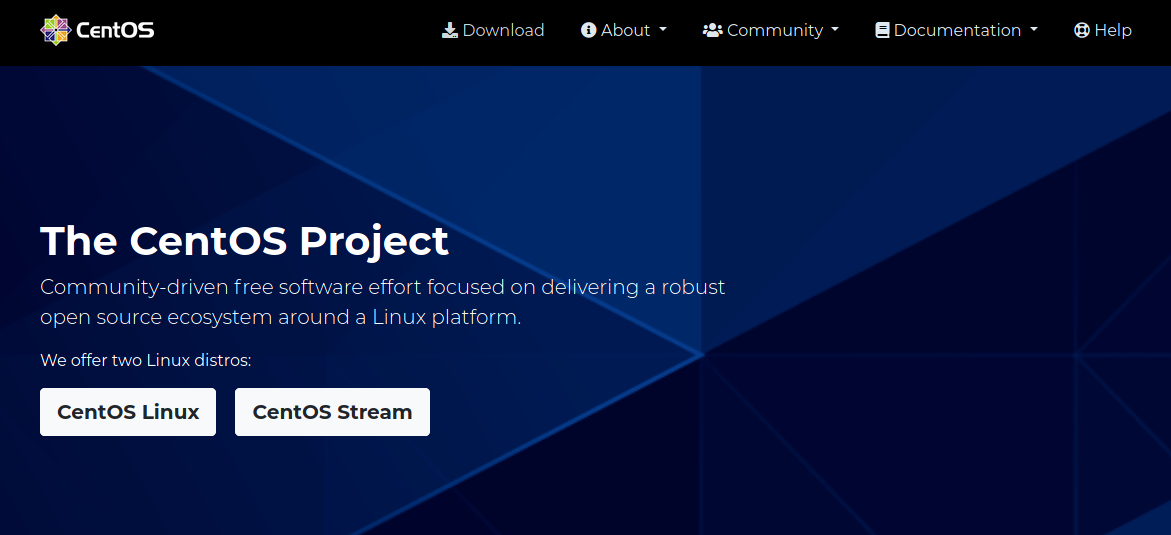 CentOS
Download
About
Community
Documentation
Help
The CentOS Project
Community-driven free software effort focused on delivering a robust
open source ecosystem around a Linux platform.
We offer two Linux distros:
CentOS Linux
CentOS Stream